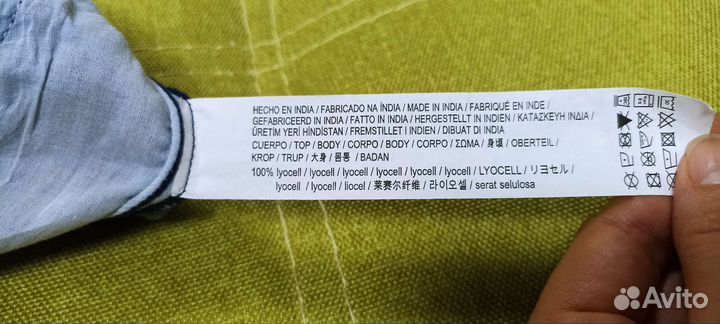 HECHO EN INDIA / FABRICADO NA ÍNDIA / MADE IN INDIA / FABRIQUÉ EN INDE /
GEFABRICEERD IN INDIA / FATTO IN INDIA / HERGESTELLT IN INDIEN / ΚΑΤΑΣΚΕΥΗ ΙΝΔΙΑ /
ÜRETİM YERİ HİNDİSTAN / FREMSTILLET I INDIEN / DIBUAT DI INDIA
CUERPO / TOP / BODY / CORPO / BODY / CORPO / ΣΩΜΑ / 身頃 / OBERTEIL /
KROP / TRUP / 大身 / 몸통 / BADAN
100% lyocell / lyocell / lyocell / lyocell / lyocell / lyocell / LYOCELL / リヨセル /
lyocell / lyocell / liocel / 莱赛尔纤维 / 라이오셀 / serat selulosa
Avito